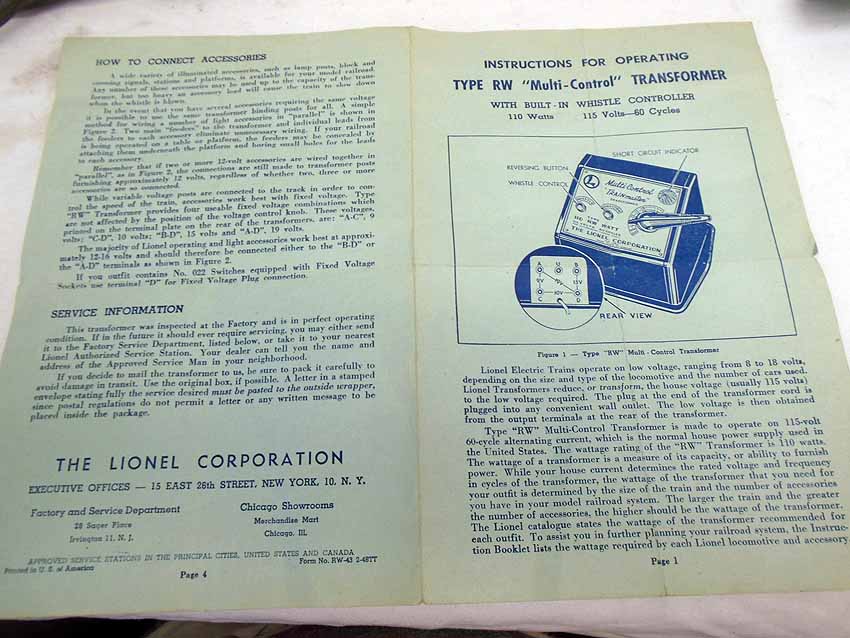 HOW TO CONNECT ACCESSORIES
A wide variety of illuminated accessories, such as lamp posts, block and
crossing signals, stations and platforms, is available for your model railroad.
Any number of these accessories may be used up to the capacity of the trans-
former, but too heavy an accessory load will cause the train to slow down
when the whistle is blown.
In the event that you have several accessories requiring the same voltage
it is possible to use the same transformer binding posts for all. A simple
method for wiring a number of light accessories in "parallel" is shown in
Figure 2. Two main "feeders" to the transformer and individual leads from
the feeders to each accessory eliminate unnecessary wiring. If your railroad
is being operated on a table or platform, the feeders may be concealed by
attaching them underneath the platform and boring small holes for the leads
to each accessory.
Remember that if two or more 12-volt accessories are wired together in
"parallel", as in Figure 2, the connections are still made to transformer posts
furnishing approximately 12 volts, regardless of whether two, three or more
accessories are so connected.
While variable voltage posts are connected to the track in order to con-
trol the speed of the train, accessories work best with fixed voltage. Type
"RW" Transformer provides four useable fixed voltage combinations which
are not affected by the position of the voltage control knob. These voltages,
printed on the terminal plate on the rear of the transformers, are: "A-C", 9
volts; "C-D", 10 volts; "B-D", 15 volts and "A-D", 19 volts.
The majority of Lionel operating and light accessories work best at approxi-
mately 12-16 volts and should therefore be connected either to the "B-D" or
the "A-D" terminals as shown in Figure 2.
If you outfit contains No. 022 Switches equipped with Fixed Voltage
Sockets use terminal "D" for Fixed Voltage Plug connection.
SERVICE INFORMATION
This transformer was inspected at the Factory and is in perfect operating
condition. If in the future it should ever require servicing, you may either send
it to the Factory Service Department, listed below, or take it to your nearest
Lionel Authorized Service Station. Your dealer can tell you the name and
address of the Approved Service Man in your neighborhood.
If you decide to mail the transformer to us, be sure to pack it carefully to
avoid damage in transit. Use the original box, if possible. A letter in a stamped
envelope stating fully the service desired must be pasted to the outside wrapper,
since postal regulations do not permit a letter or any written message to be
placed inside the package.
THE LIONEL CORPORATION
EXECUTIVE OFFICES — 15 EAST 26th STREET, NEW YORK, 10. N. Y.
Factory and Service Department
28 Sager Place
Irvington 11, N. J.
Chicago Showrooms
Merchandise Mart
Chicago, Ill.
APPROVED SERVICE STATIONS IN THE PRINCIPAL CITIES, UNITED STATES AND CANADA
Printed in U. S. of America
Form No. RW-43 2-48TT
Page 4
INSTRUCTIONS FOR OPERATING
TYPE RW "Multi-Control" TRANSFORMER
WITH BUILT-IN WHISTLE CONTROLLER
110 Watts 115 Volts—60 Cycles
SHORT CIRCUIT INDICATOR
REVERSING BUTTON
WHISTLE CONTROL
L
Multi-Control
Trainmaster
TRANSFORMER
110 RW WATT
THE LIONEL CORPORATION
A U B
9V 15V
10V
C D
REAR VIEW
Figure 1 — Type "RW" Multi-Control Transformer
Lionel Electric Trains operate on low voltage, ranging from 8 to 18 volts,
depending on the size and type of the locomotive and the number of cars used.
Lionel Transformers reduce, or transform, the house voltage (usually 115 volts)
to the low voltage required. The plug at the end of the transformer cord is
plugged into any convenient wall outlet. The low voltage is then obtained
from the output terminals at the rear of the transformer.
Type "RW" Multi-Control Transformer is made to operate on 115-volt
60-cycle alternating current, which is the normal house power supply used in
the United States. The wattage rating of the "RW" Transformer is 110 watts.
The wattage of a transformer is a measure of its capacity, or ability to furnish
power. While your house current determines the rated voltage and frequency
in cycles of the transformer, the wattage of the transformer that you need for
your outfit is determined by the size of the train and the number of accessories
you have in your model railroad system. The larger the train and the greater
the number of accessories, the higher should be the wattage of the transformer.
The Lionel catalogue states the wattage of the transformer recommended for
each outfit. To assist you in further planning your railroad system, the Instruc-
tion Booklet lists the wattage required by each Lionel locomotive and accessory.
Page 1